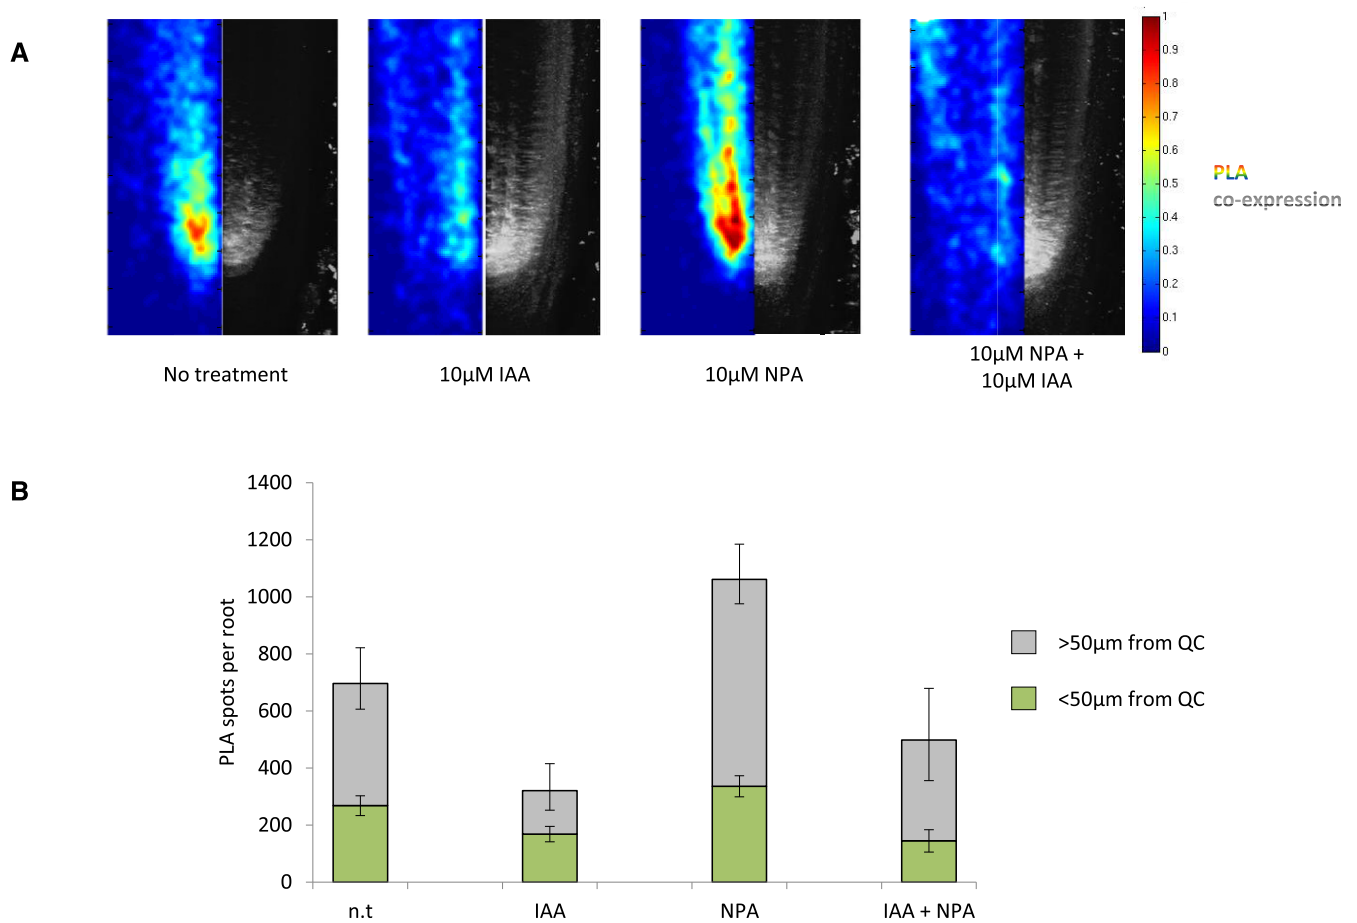 A
1
0.9
0.8
0.7
0.6
0.5
0.4
0.3
0.2
0.1
0
PLA
co-expression
No treatment
10µM IAA
10µM NPA
10µM NPA +
10µM IAA
B
PLA spots per root
1400
1200
1000
800
600
400
200
0
n.t
IAA
NPA
IAA + NPA
>50µm from QC
<50µm from QC